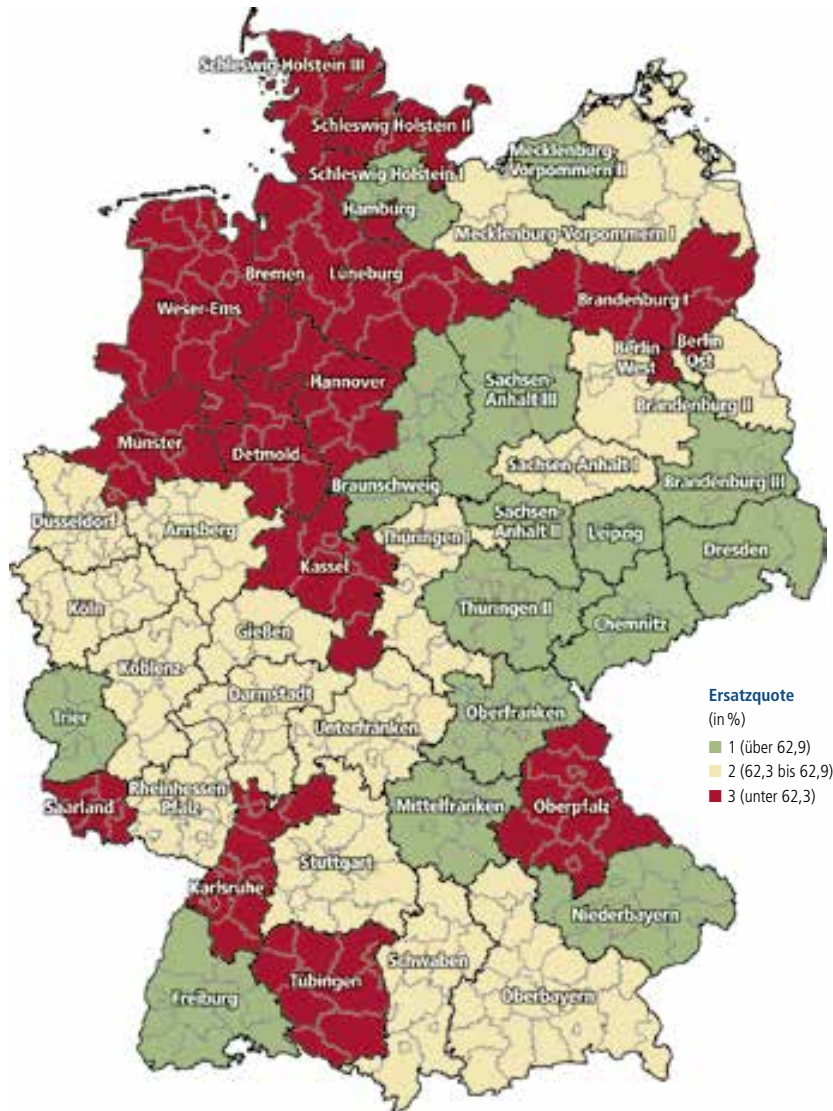 Schleswig-Holstein III
Schleswig Holstein II
Mecklenburg-
Vorpommern II
Schleswig Holstein I
Hamburg
Mecklenburg-Vorpommern I
Bremen
Lüneburg
Weser-Ems
Brandenburg I
Berlin
West
Berlin
Ost
Hannover
Sachsen-
Anhalt III
Brandenburg II
Münster
Detmold
Sachsen-Anhalt I
Braunschweig
Brandenburg III
Düsseldorf
Arnsberg
Sachsen-
Anhalt II
Leipzig
Thüringen I
Dresden
Kassel
Köln
Thüringen II
Chemnitz
Gießen
Koblenz
Darmstadt
Trier
Unterfranken
Oberfranken
Rheinhessen
Pfalz
Saarland
Mittelfranken
Oberpfalz
Stuttgart
Karlsruhe
Niederbayern
Schwaben
Tübingen
Freiburg
Oberbayern
Ersatzquote
(in %)
1 (über 62,9)
2 (62,3 bis 62,9)
3 (unter 62,3)